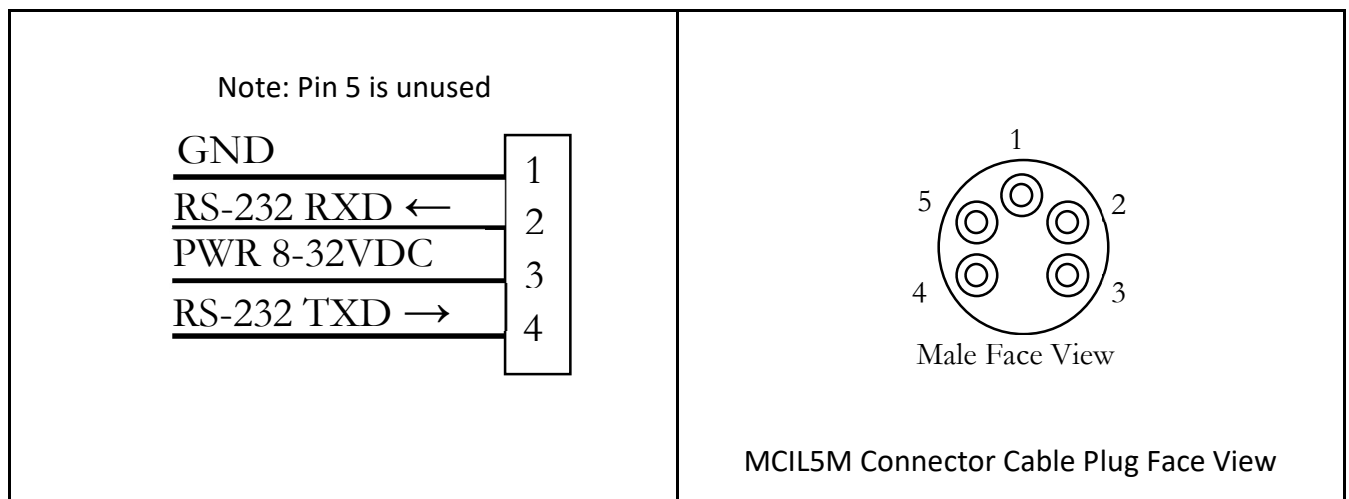 Note: Pin 5 is unused
GND
1
RS-232 RXD ←
2
PWR 8-32VDC
3
RS-232 TXD →
4
1
5
2
4
3
Male Face View
MCIL5M Connector Cable Plug Face View